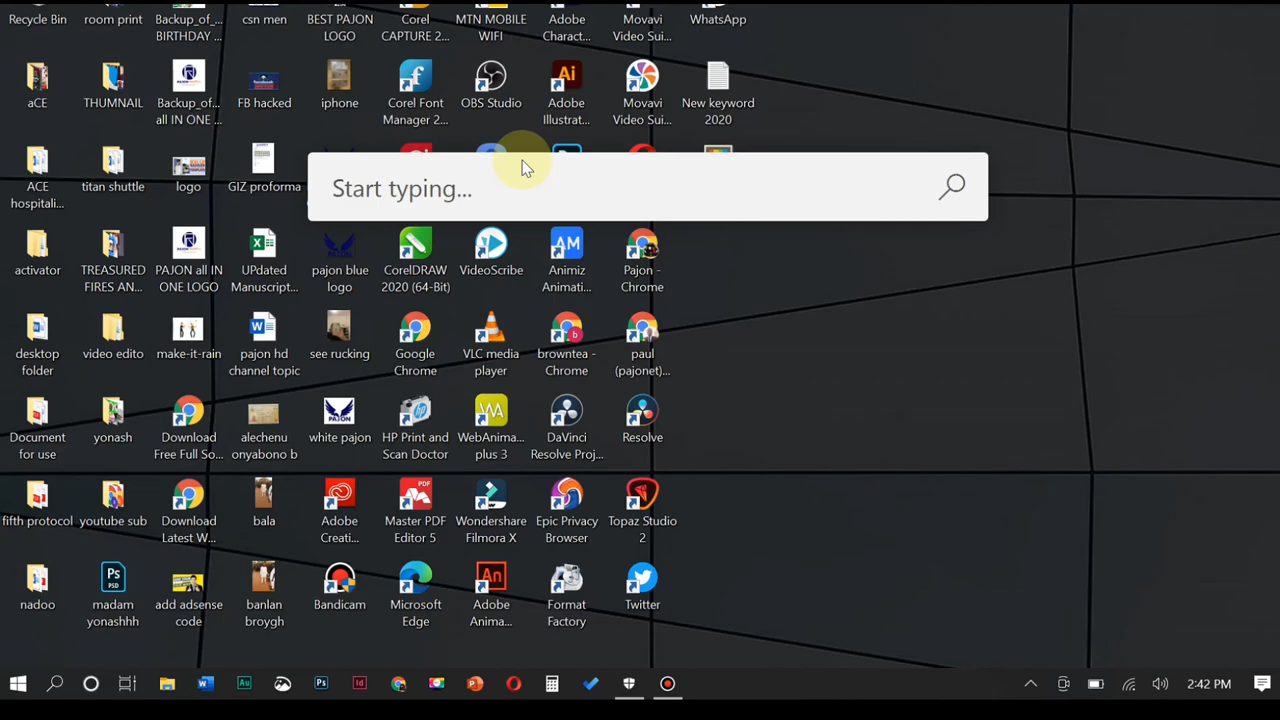 Recycle Bin
room print
Backup_of_...
BIRTHDAY ...
csn men
BEST PAJON
LOGO
Corel
CAPTURE 2...
MTN MOBILE
WIFI
Adobe
Charact...
Movavi
Video Sui...
WhatsApp
aCE
THUMNAIL
Backup_of...
all IN ONE ...
FB hacked
iphone
Corel Font
Manager 2...
OBS Studio
Adobe
Illustrat...
Movavi
Video Sui...
New keyword
2020
ACE
hospitali...
titan shuttle
logo
GIZ proforma
Start typing...
activator
TREASURED
FIRES AN...
PAJON all IN
ONE LOGO
UPdated
Manuscript...
pajon blue
logo
CorelDRAW
2020 (64-Bit)
VideoScribe
AM
Animiz
Animati...
Pajon -
Chrome
desktop
folder
video edito
make-it-rain
pajon hd
channel topic
see rucking
Google
Chrome
VLC media
player
browntea -
Chrome
paul
(pajonet)...
Document
for use
yonash
Download
Free Full So...
alechenu
onyabono b
PAJON
white pajon
HP Print and
Scan Doctor
WA
WebAnima...
plus 3
DaVinci
Resolve Proj...
Resolve
fifth protocol
youtube sub
Download
Latest W...
bala
Adobe
Creati...
PDF
Master PDF
Editor 5
Wondershare
Filmora X
Epic Privacy
Browser
Topaz Studio
2
nadoo
Ps
PSD
madam
yonashhh
add adsense
code
banlan
broygh
Bandicam
Microsoft
Edge
An
Adobe
Anima...
Format
Factory
Twitter
2:42 PM